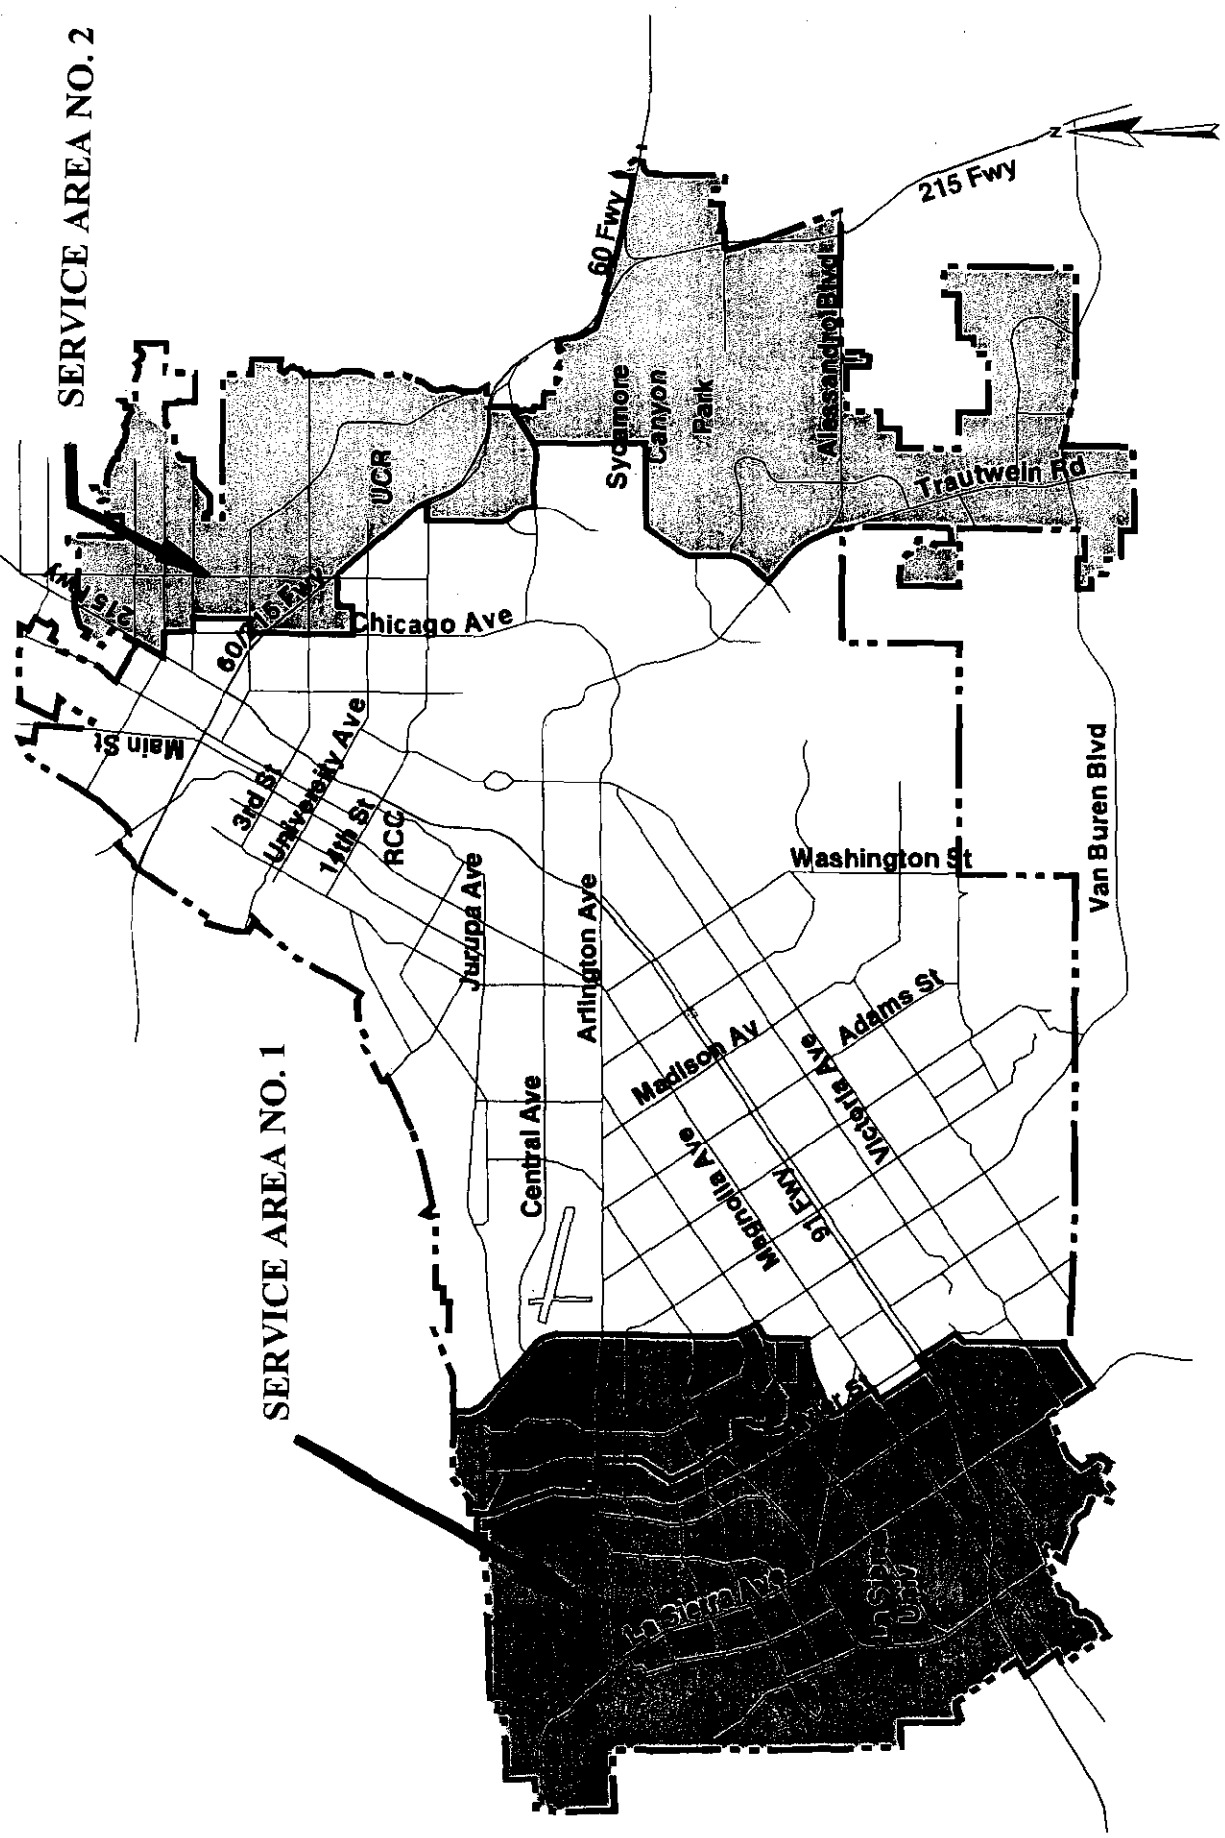 SERVICE AREA NO. 2
SERVICE AREA NO. 1
215 Fwy
60 Fwy
215 Fwy
N
Main St
Chicago Ave
UCR
Sycamore
Canyon
Park
Alessandro Blvd
Trautwein Rd
3rd St
University Ave
14th St
RCC
Jurupa Ave
Central Ave
Arlington Ave
Washington St
Van Buren Blvd
Madison Av
Adams St
Victoria Ave
Magnolia Ave
91 Fwy
La Sierra Ave
Univ